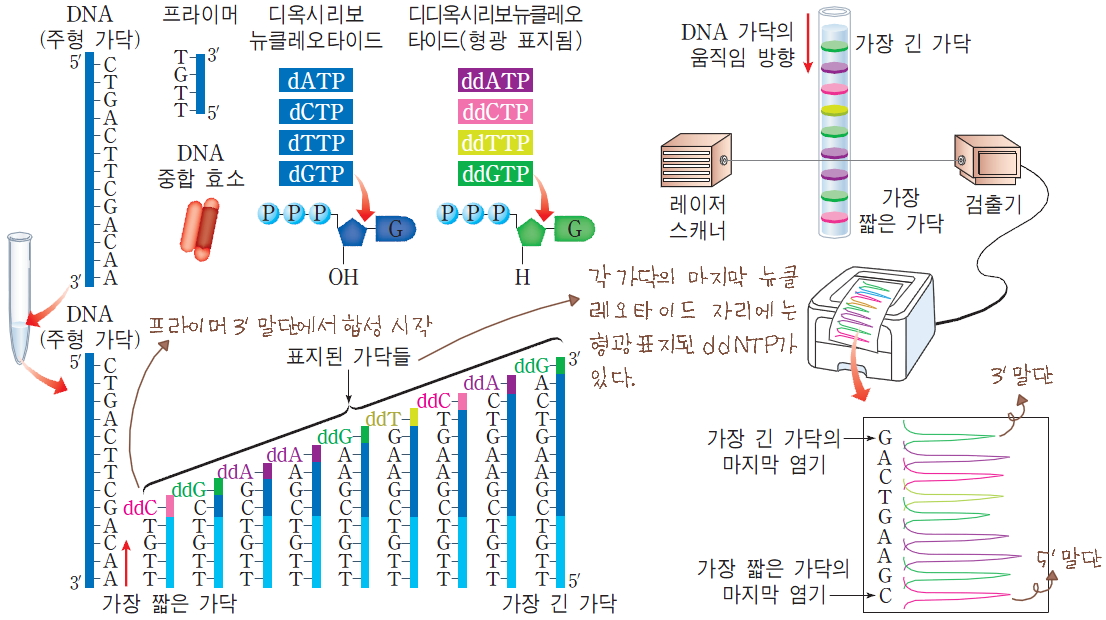 DNA
(주형 가닥)
5′
C
T
G
A
C
T
T
C
G
A
C
A
A
3′
프라이머
T 3′
G
T
T 5′
DNA
중합 효소
디옥시리보
뉴클레오타이드
dATP
dCTP
dTTP
dGTP
P P P G
OH
디디옥시리보뉴클레오
타이드(형광 표지됨)
ddATP
ddCTP
ddTTP
ddGTP
P P P G
H
DNA 가닥의
움직임 방향
가장 긴 가닥
레이저
스캐너
가장
짧은 가닥
검출기
DNA
(주형 가닥)
5′
C
T
G
A
C
T
T
C
G
A
C
A
A
3′
프라이머 3′ 말단에서 합성 시작
표지된 가닥들
각 가닥의 마지막 뉴클
레오타이드 자리에는
형광표지된 ddNTP가
있다.
ddC
T
G
T
T
ddG
C
T
G
T
T
ddA
G
C
T
G
T
T
ddA
A
G
C
T
G
T
T
ddG
A
A
G
C
T
G
T
T
ddT
G
A
A
G
C
T
G
T
T
ddC
T
G
A
A
G
C
T
G
T
T
ddA
C
T
G
A
A
G
C
T
G
T
T
ddG 3′
A
C
T
G
A
A
G
C
T
G
T
T 5′
가장 짧은 가닥
가장 긴 가닥
3′말단
가장 긴 가닥의
마지막 염기
G
A
C
T
G
A
A
G
C
가장 짧은 가닥의
마지막 염기
5′말단